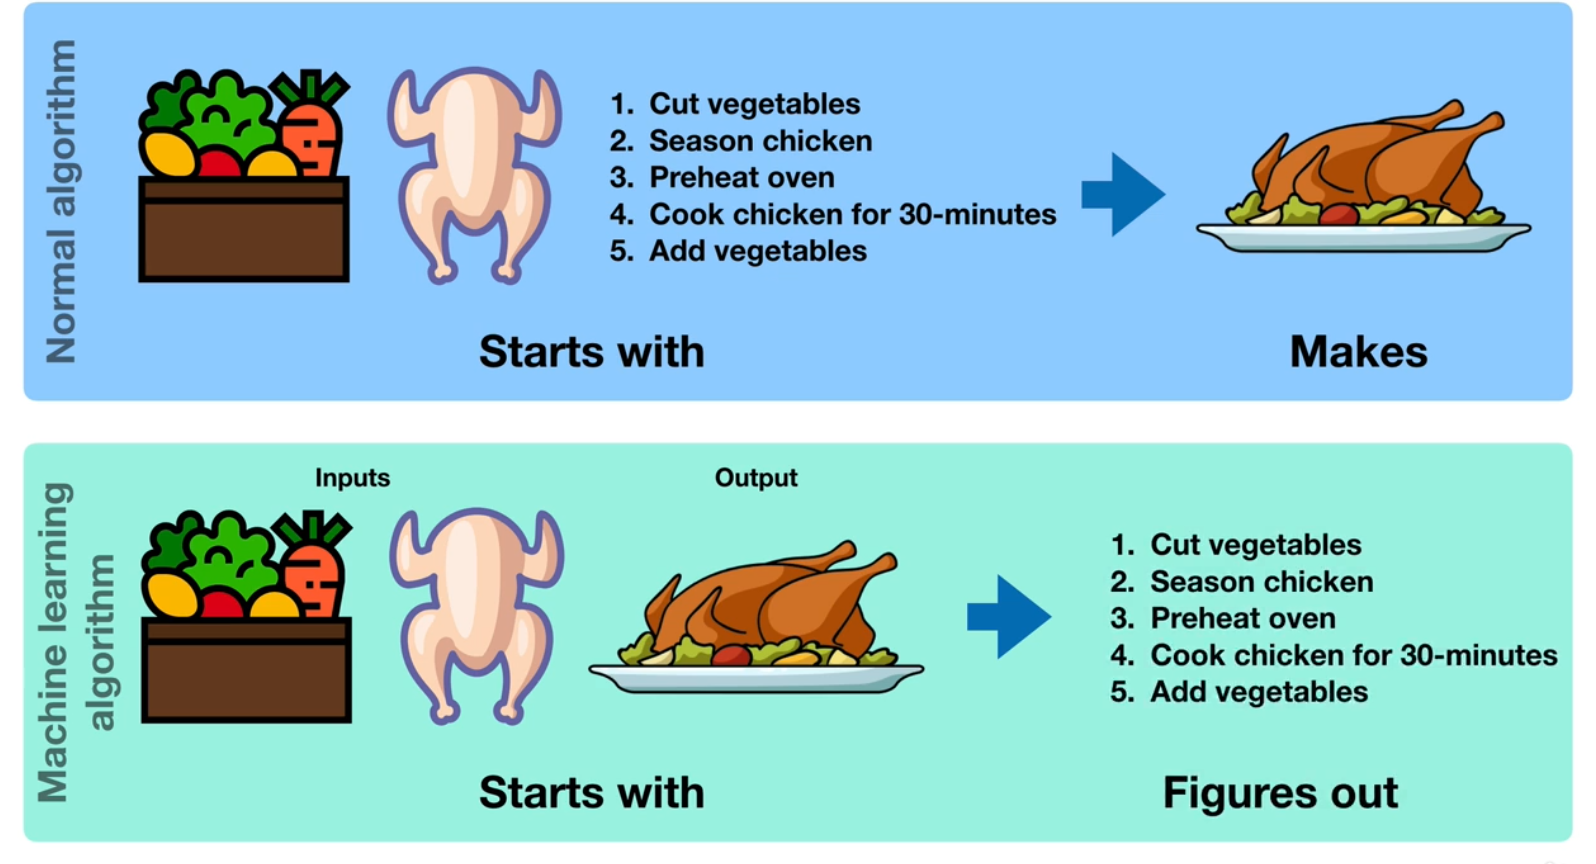 Normal algorithm
1. Cut vegetables
2. Season chicken
3. Preheat oven
4. Cook chicken for 30-minutes
5. Add vegetables
Starts with
Makes
Machine learning
algorithm
Inputs
Output
1. Cut vegetables
2. Season chicken
3. Preheat oven
4. Cook chicken for 30-minutes
5. Add vegetables
Starts with
Figures out